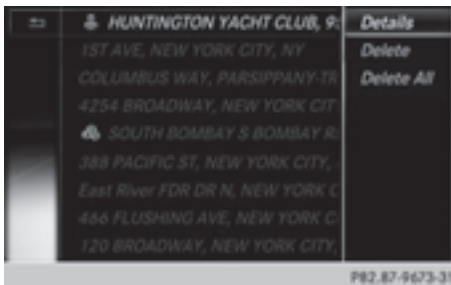 HUNTINGTON YACHT CLUB, 9
1ST AVE, NEW YORK CITY, NY
COLUMBUS WAY, PARSIPPANY-TR
4254 BROADWAY, NEW YORK CIT
SOUTH BOMBAY S BOMBAY R
388 PACIFIC ST, NEW YORK CITY,
East River FDR DR N, NEW YORK C
466 FLUSHING AVE, NEW YORK C
120 BROADWAY, NEW YORK CITY,
Details
Delete
Delete All
P82.87-9673-31